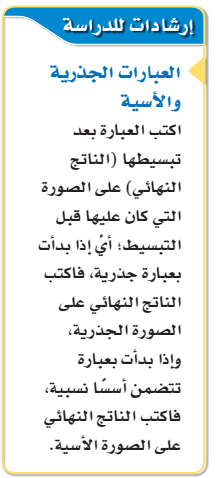 إرشادات للدراسة
العبارات الجذرية
والأسية
اكتب العبارة بعد
تبسيطها (الناتج
النهائي) على الصورة
التي كان عليها قبل
التبسيط؛ أيْ إذا بدأت
بعبارة جذرية، فاكتب
الناتج النهائي على
الصورة الجذرية،
وإذا بدأت بعبارة
تتضمن أسسًا نسبية،
فاكتب الناتج النهائي
على الصورة الأسية.